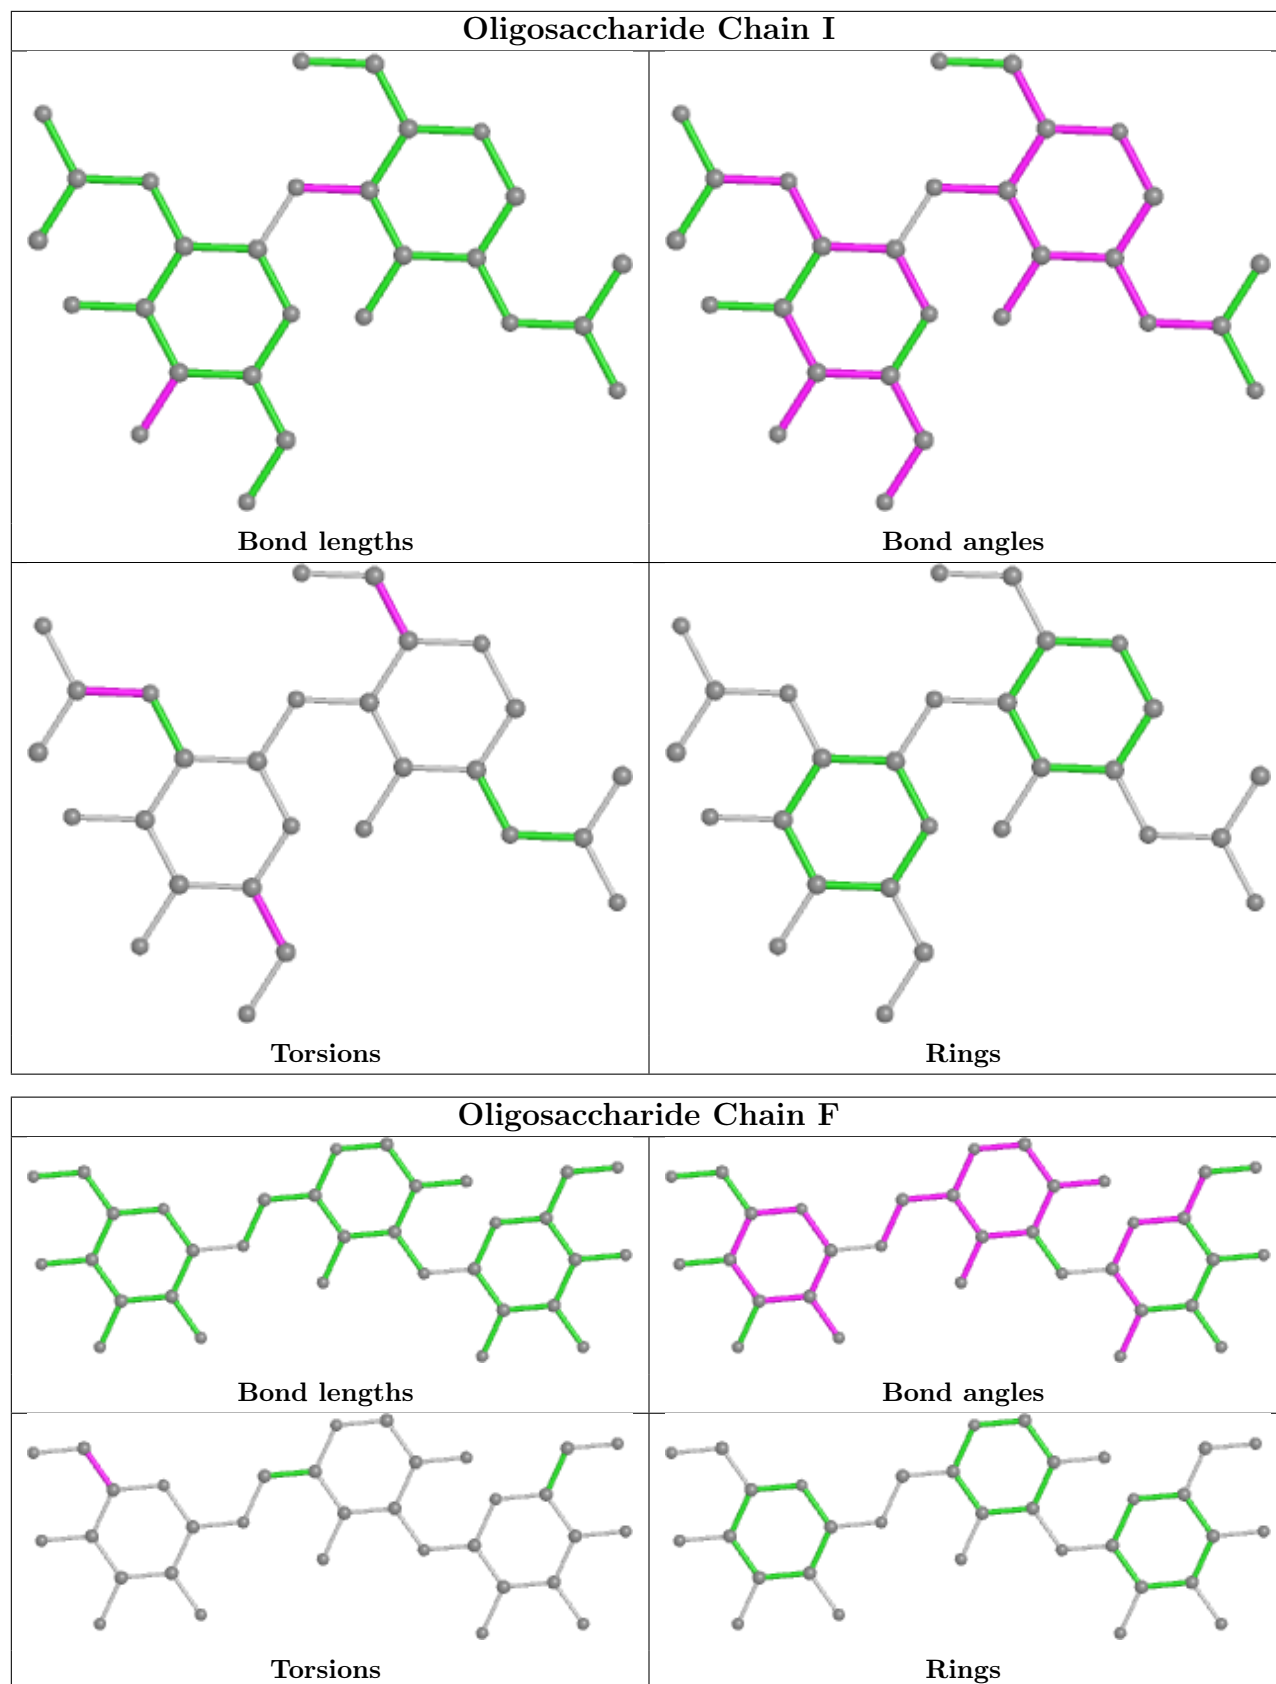 Oligosaccharide Chain I
Bond lengths
Bond angles
Torsions
Rings
Oligosaccharide Chain F
Bond lengths
Bond angles
Torsions
Rings